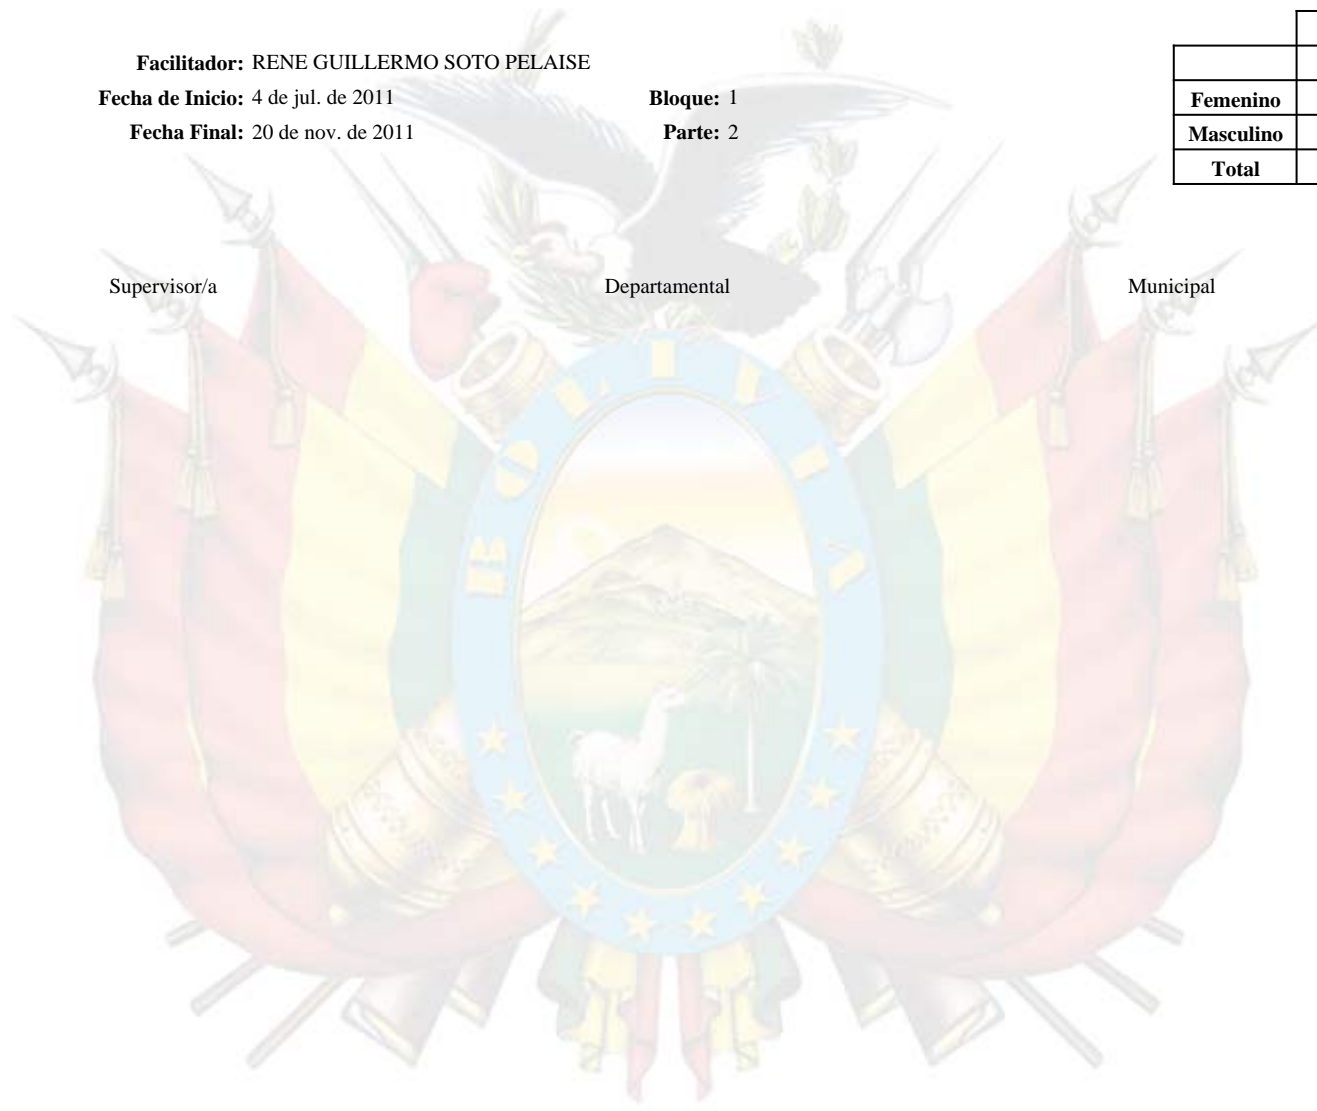 Facilitador: RENE GUILLERMO SOTO PELAISE
Fecha de Inicio: 4 de jul. de 2011 Bloque: 1
Fecha Final: 20 de nov. de 2011 Parte: 2
Femenino
Masculino
Total
Supervisor/a Departamental Municipal
BOLIVIA